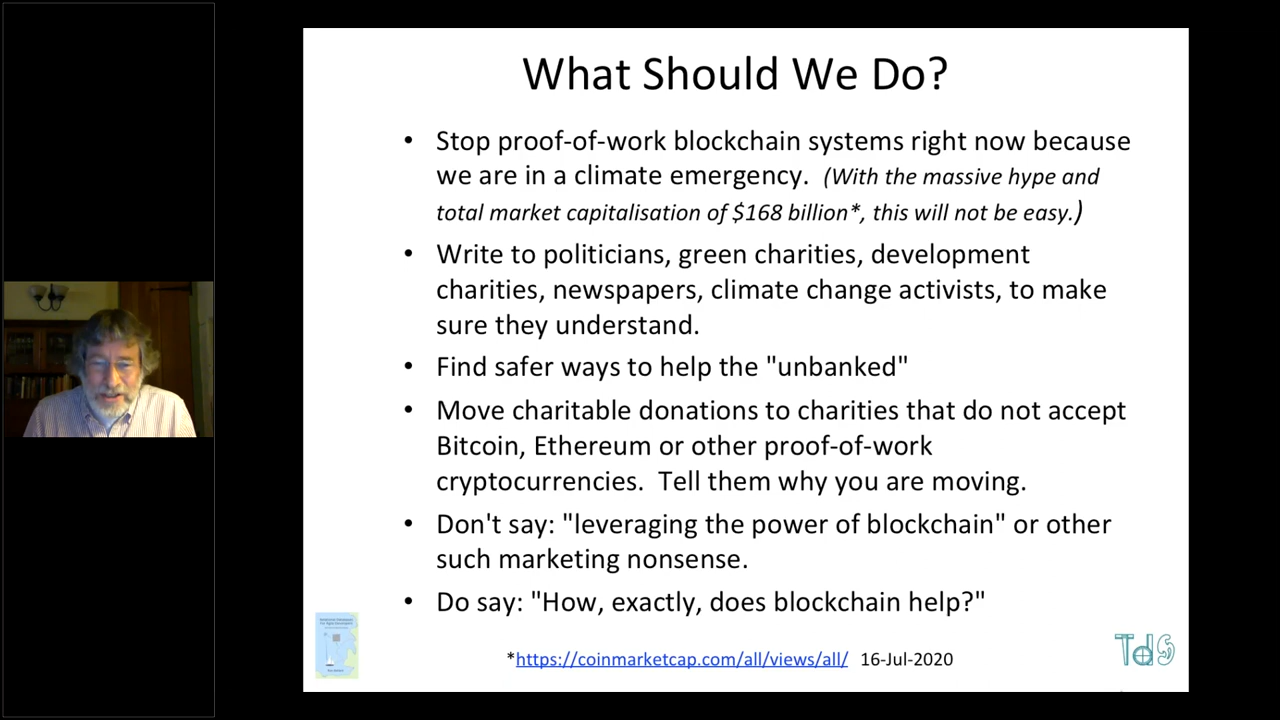 What Should We Do?
• Stop proof-of-work blockchain systems right now because
we are in a climate emergency.  (With the massive hype and
total market capitalisation of $168 billion*, this will not be easy.)
• Write to politicians, green charities, development
charities, newspapers, climate change activists, to make
sure they understand.
• Find safer ways to help the "unbanked"
• Move charitable donations to charities that do not accept
Bitcoin, Ethereum or other proof-of-work
cryptocurrencies.  Tell them why you are moving.
• Don't say: "leveraging the power of blockchain" or other
such marketing nonsense.
• Do say: "How, exactly, does blockchain help?"
*https://coinmarketcap.com/all/views/all/  16-Jul-2020
TdS